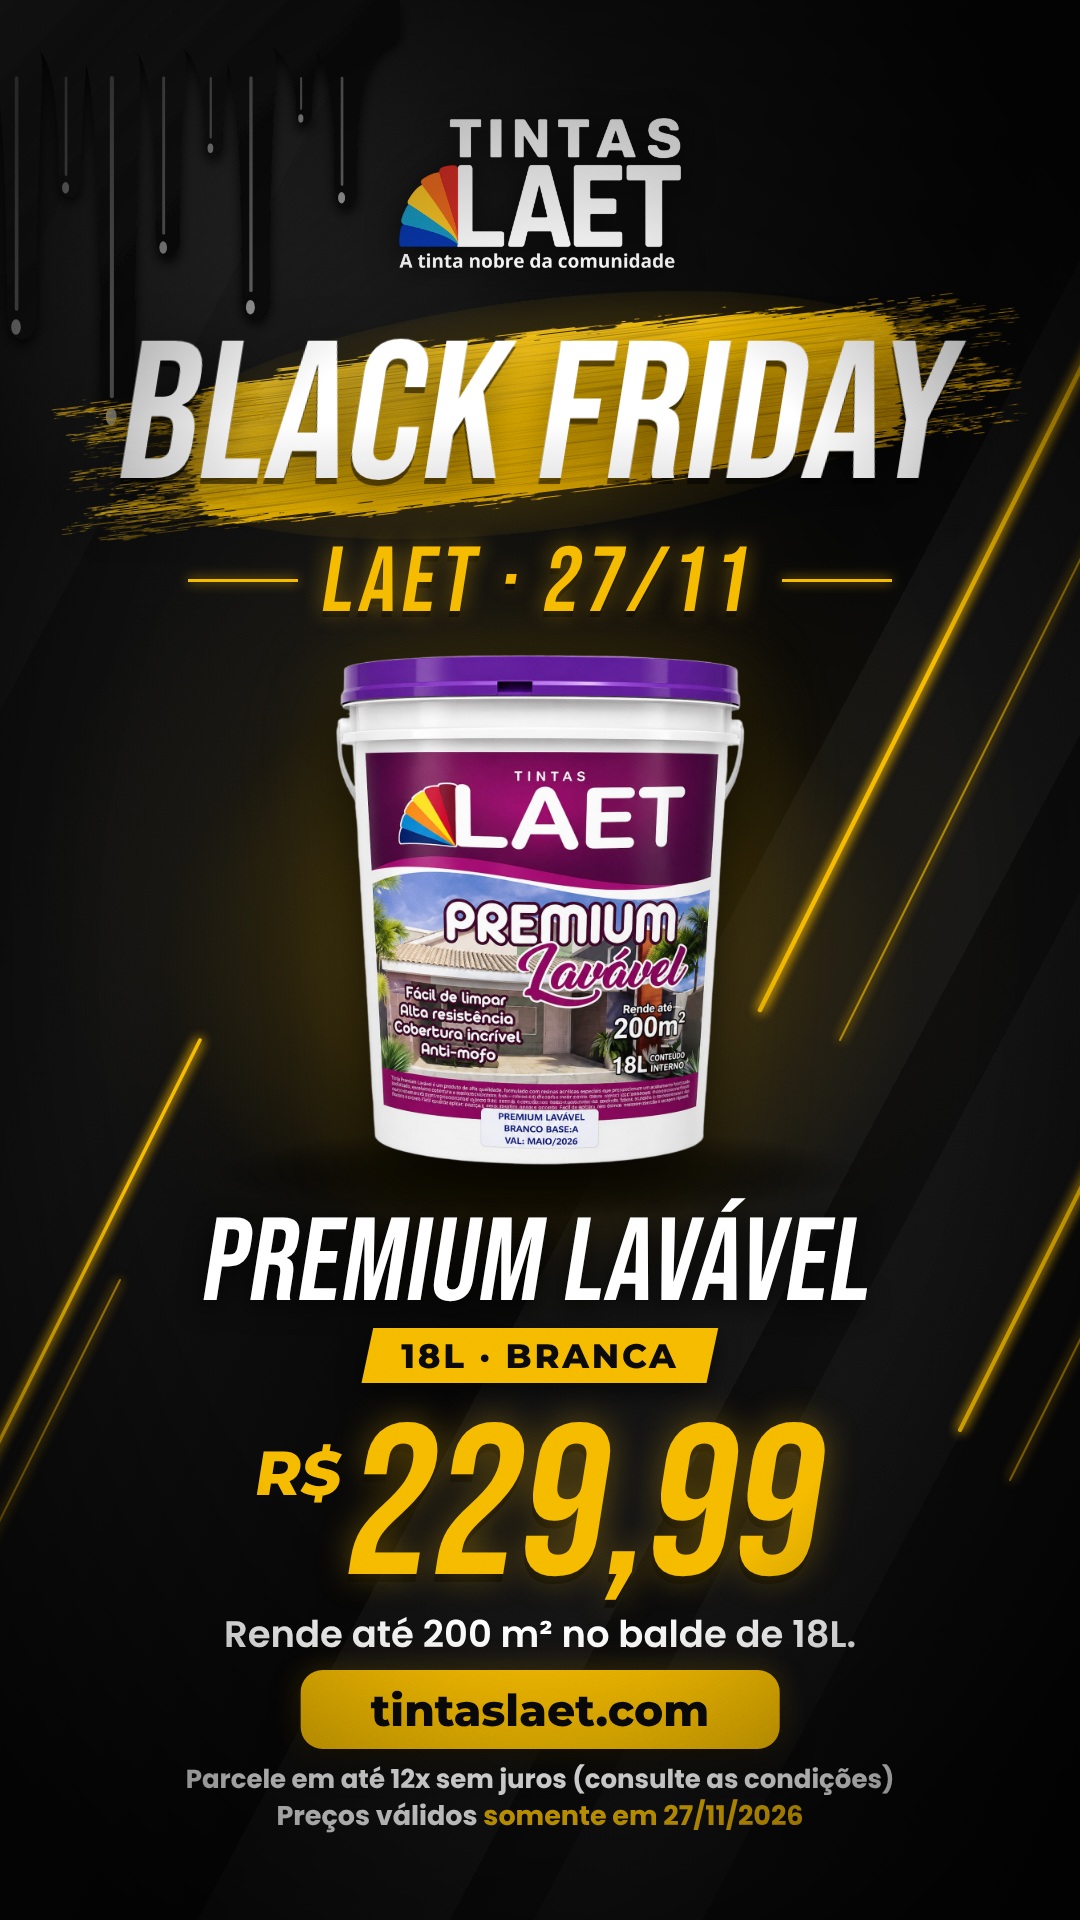 TINTAS
LAET
A tinta nobre da comunidade
BLACK FRIDAY
LAET · 27/11
TINTAS
LAET
PREMIUM
Lavável
Fácil de limpar
Alta resistência
Cobertura incrível
Anti-mofo
Rende até
200m²
18L CONTEÚDO INTERNO
PREMIUM LAVÁVEL
BRANCO BASE:A
VAL: MAIO/2026
PREMIUM LAVÁVEL
18L · BRANCA
R$ 229,99
Rende até 200 m² no balde de 18L.
tintaslaet.com
Parcele em até 12x sem juros (consulte as condições)
Preços válidos somente em 27/11/2026